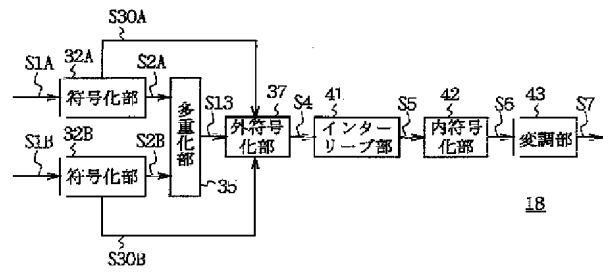 S30A
S1A
32A
S2A
符号化部
S1B
32B
S2B
符号化部
多重化部
35
S13
37
外符号
化部
S4
41
インター
リーブ部
S5
42
内符号
化部
S6
43
変調部
S7
18
S30B